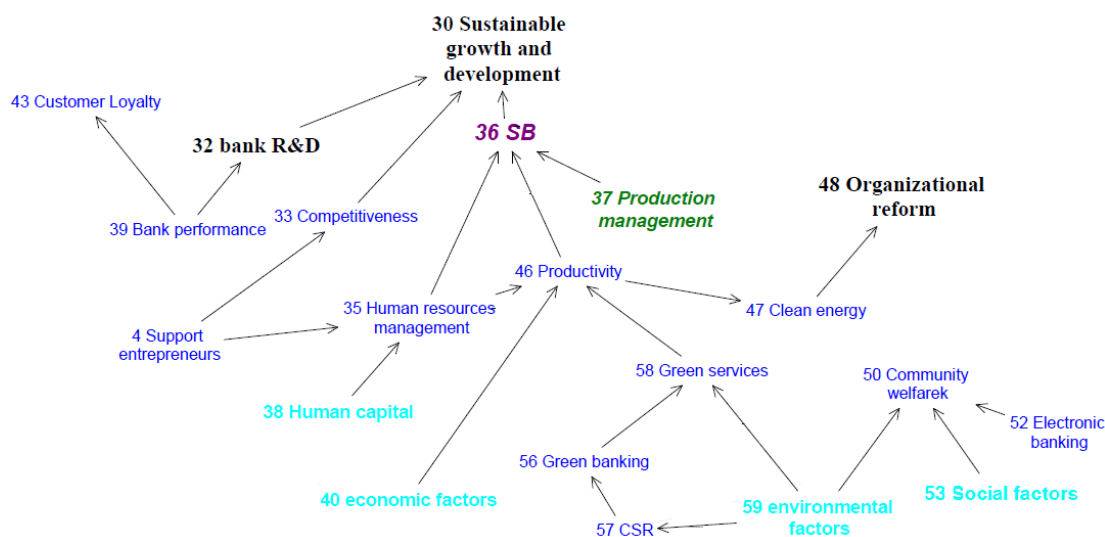 30 Sustainable
growth and
development
43 Customer Loyalty
32 bank R&D
36 SB
37 Production
management
48 Organizational
reform
39 Bank performance
33 Competitiveness
46 Productivity
35 Human resources
management
47 Clean energy
4 Support
entrepreneurs
58 Green services
50 Community
welfarek
38 Human capital
52 Electronic
banking
56 Green banking
40 economic factors
53 Social factors
59 environmental
factors
57 CSR